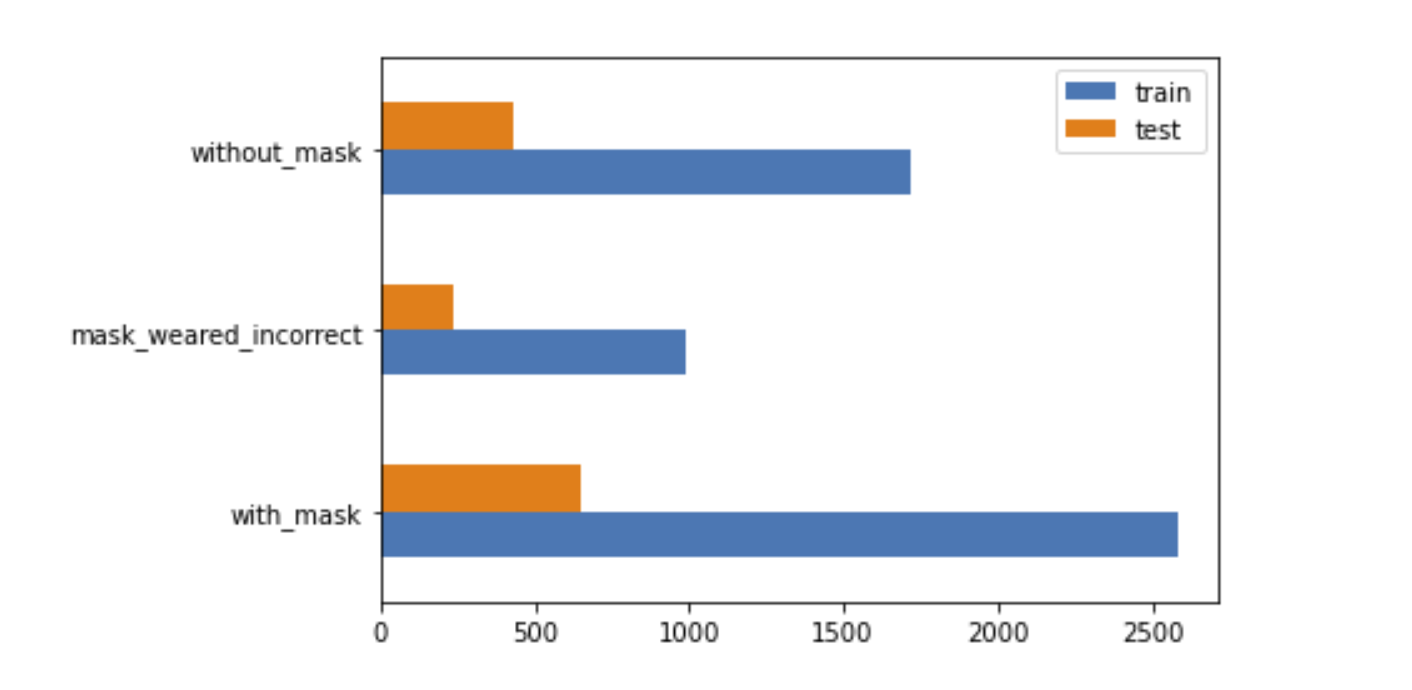 train
test
without_mask
mask_weared_incorrect
with_mask
0 500 1000 1500 2000 2500